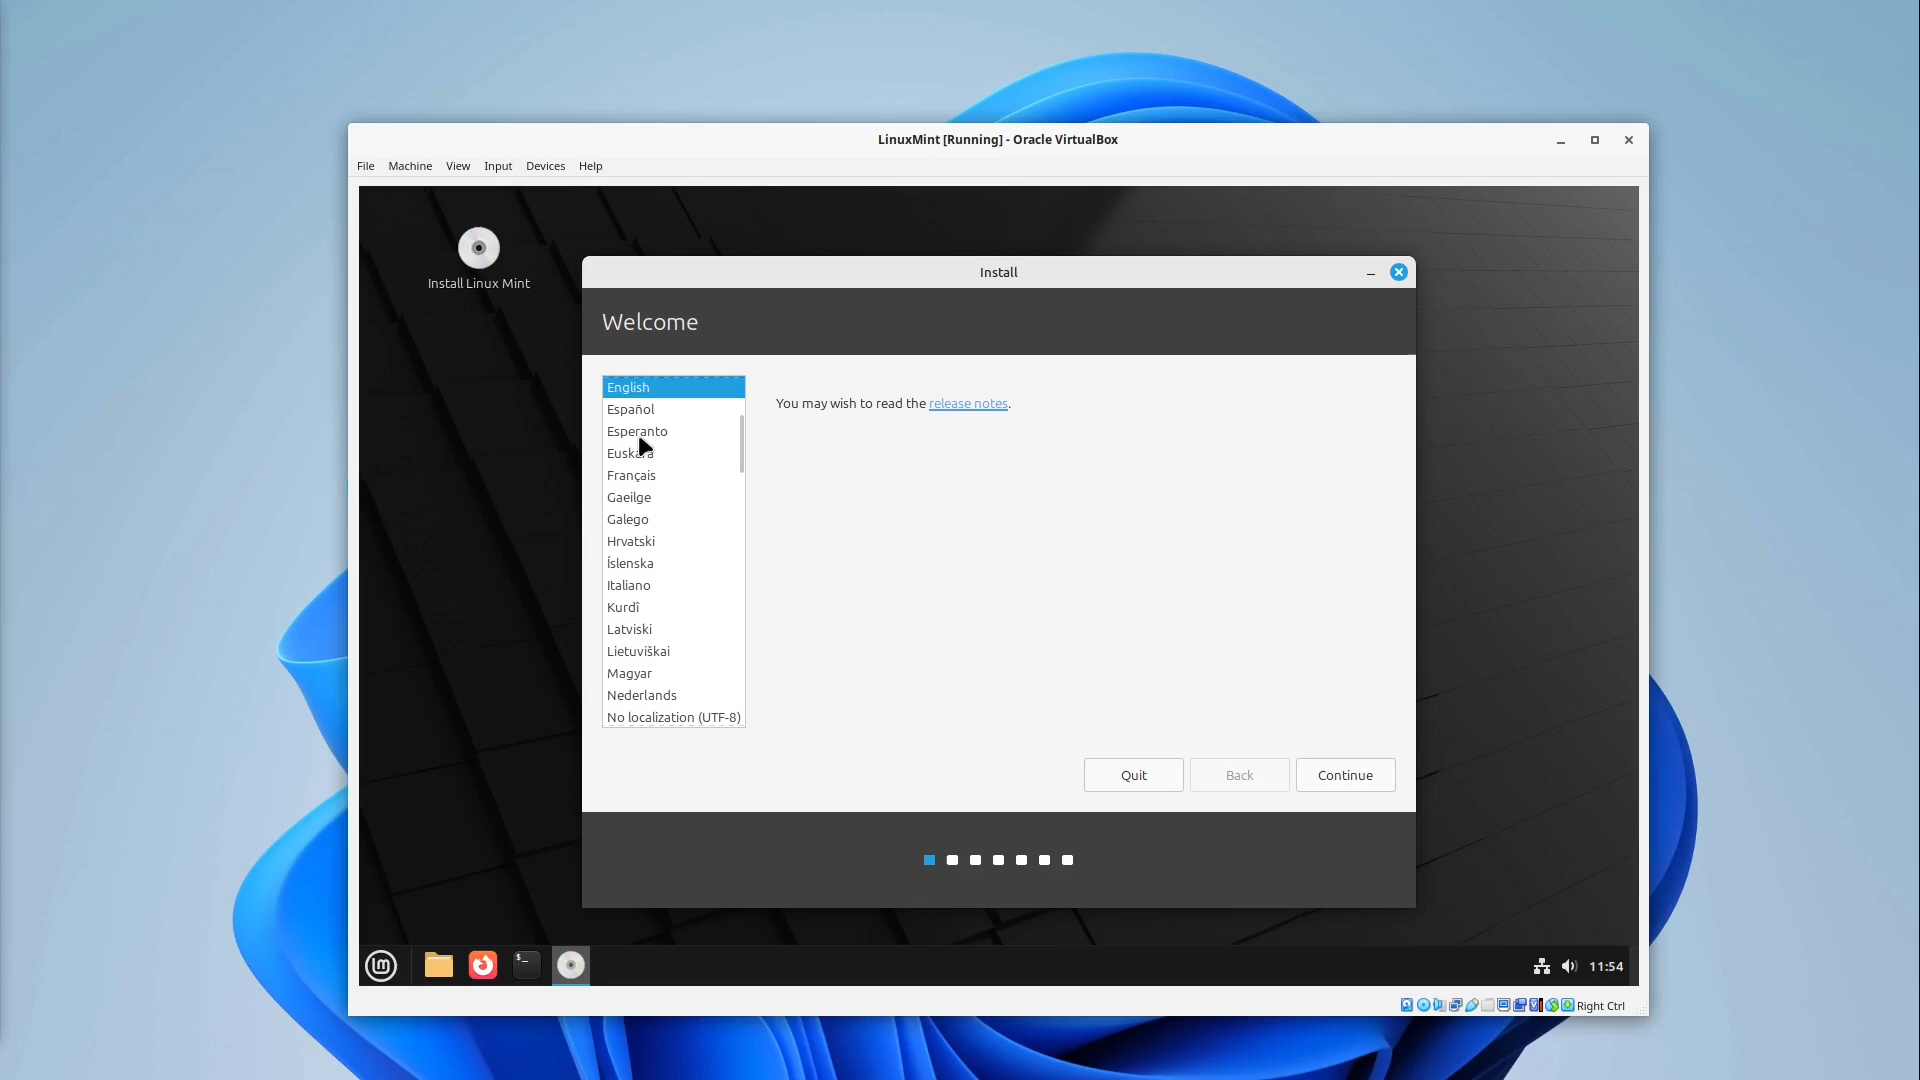 LinuxMint [Running] - Oracle VirtualBox
File Machine View Input Devices Help
Install Linux Mint
Install
Welcome
English
Español
Esperanto
Euskara
Français
Gaeilge
Galego
Hrvatski
Íslenska
Italiano
Kurdî
Latviski
Lietuviškai
Magyar
Nederlands
No localization (UTF-8)
You may wish to read the release notes.
Quit Back Continue
$_
11:54
Right Ctrl